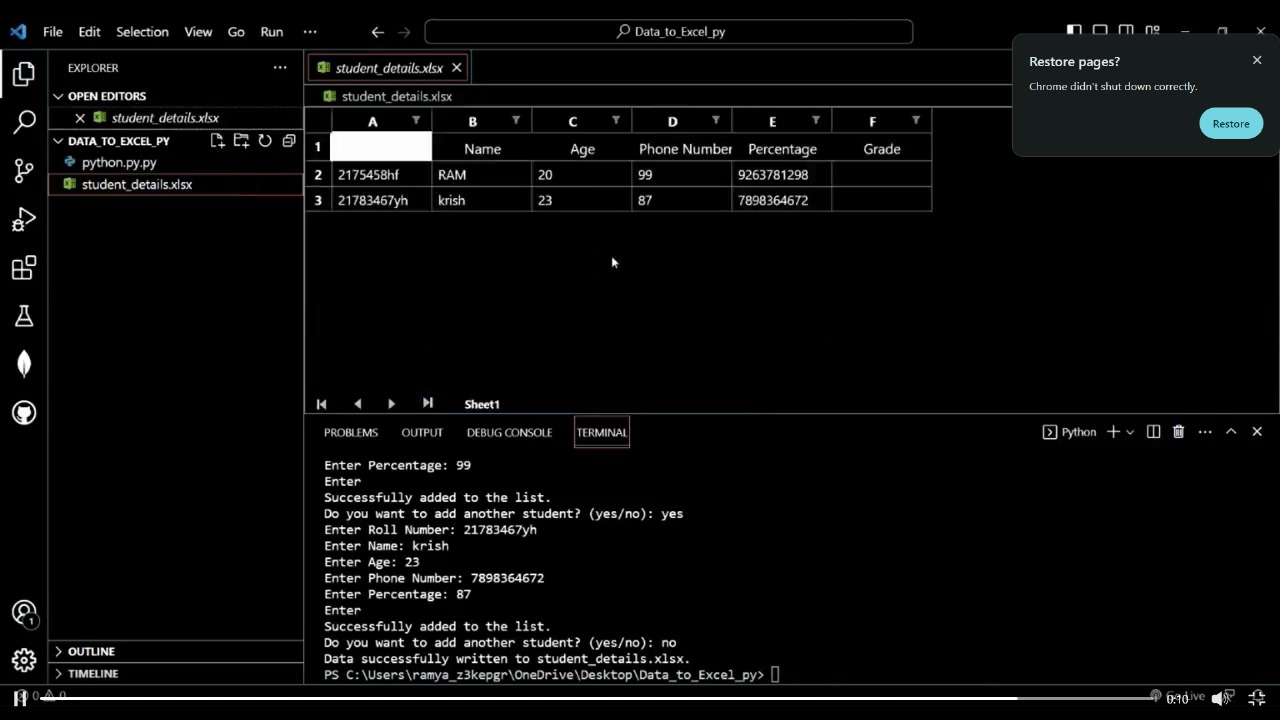 File Edit Selection View Go Run ···
Data_to_Excel_py
EXPLORER
OPEN EDITORS
student_details.xlsx
DATA_TO_EXCEL_PY
python.py.py
student_details.xlsx
student_details.xlsx
student_details.xlsx
A B C D E F
1 Name Age Phone Number Percentage Grade
2 2175458hf RAM 20 99 9263781298
3 21783467yh krish 23 87 7898364672
Sheet1
Restore pages?
Chrome didn't shut down correctly.
Restore
PROBLEMS OUTPUT DEBUG CONSOLE TERMINAL
Python
Enter Percentage: 99
Enter
Successfully added to the list.
Do you want to add another student? (yes/no): yes
Enter Roll Number: 21783467yh
Enter Name: krish
Enter Age: 23
Enter Phone Number: 7898364672
Enter Percentage: 87
Enter
Successfully added to the list.
Do you want to add another student? (yes/no): no
Data successfully written to student_details.xlsx.
PS C:\Users\ramya_z3kepgr\OneDrive\Desktop\Data_to_Excel_py>
1
OUTLINE
TIMELINE
0 0
Go Live
0:10